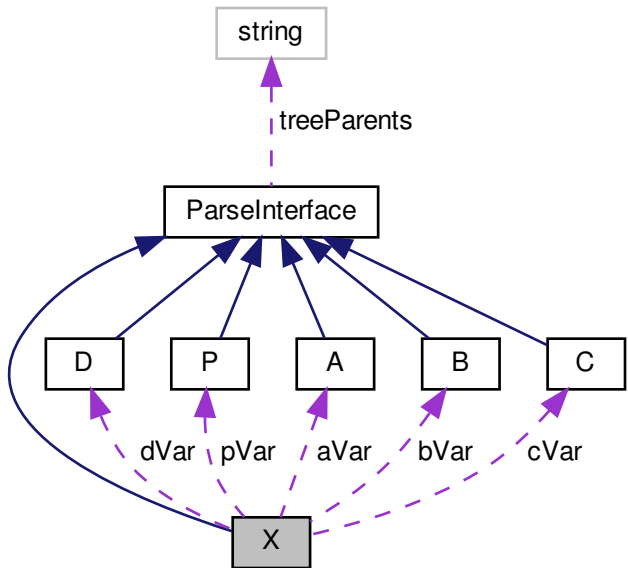 string
treeParents
ParseInterface
D
P
A
B
C
dVar
pVar
aVar
bVar
cVar
X